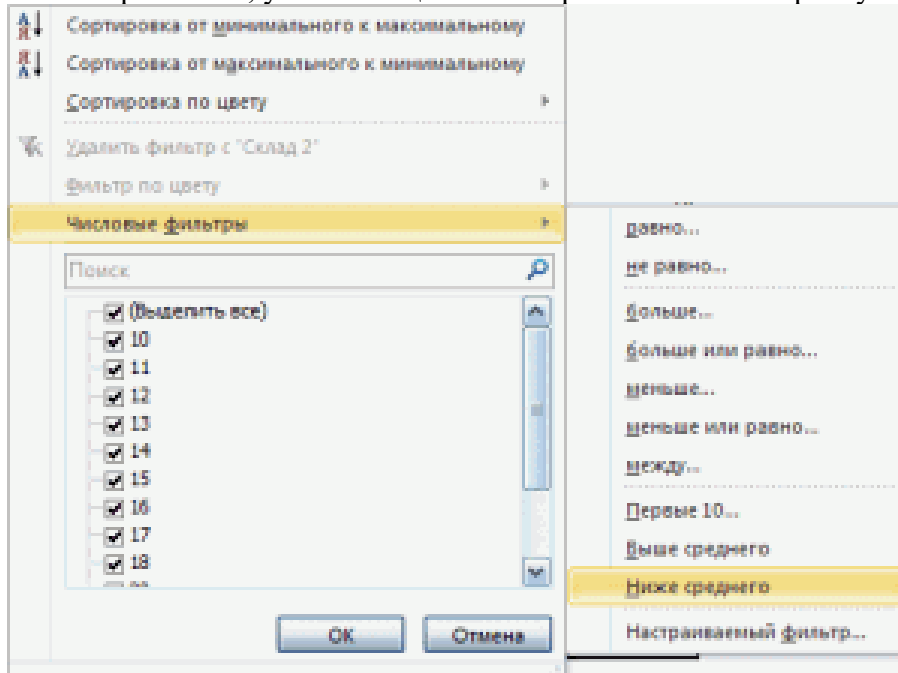 Сортировка от минимального к максимальному
Сортировка от максимального к минимальному
Сортировка по цвету
Удалить фильтр с "Склад 2"
Фильтр по цвету
Числовые фильтры
Поиск
(Выделить все)
10
11
12
13
14
15
16
17
18
ОК Отмена
равно...
не равно...
больше...
больше или равно...
меньше...
меньше или равно...
между...
Первые 10...
Выше среднего
Ниже среднего
Настраиваемый фильтр...